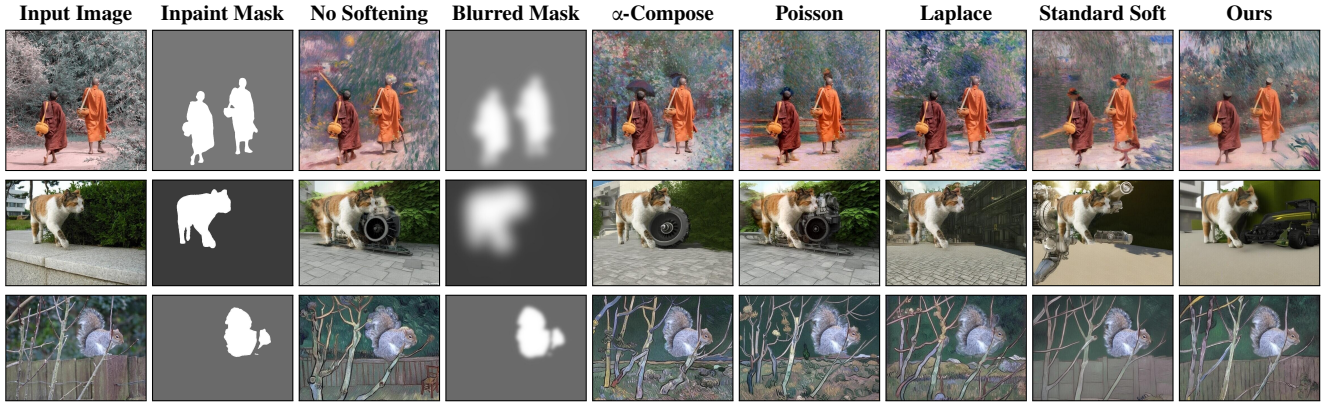 Input Image Inpaint Mask No Softening Blurred Mask α-Compose Poisson Laplace Standard Soft Ours